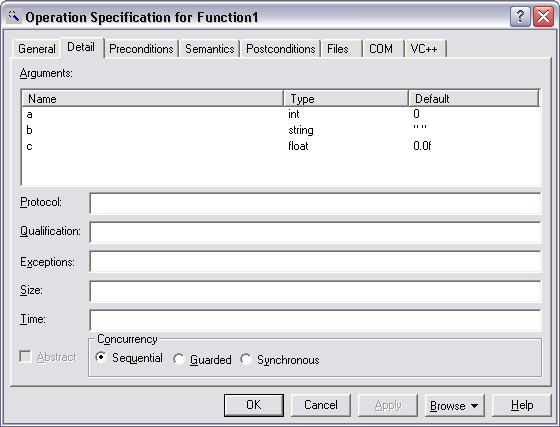 Operation Specification for Function1
General Detail Preconditions Semantics Postconditions Files COM VC++
Arguments:
Name Type Default
a int 0
b string " "
c float 0.0f
Protocol:
Qualification:
Exceptions:
Size:
Time:
Concurrency
Abstract Sequential Guarded Synchronous
OK Cancel Apply Browse Help